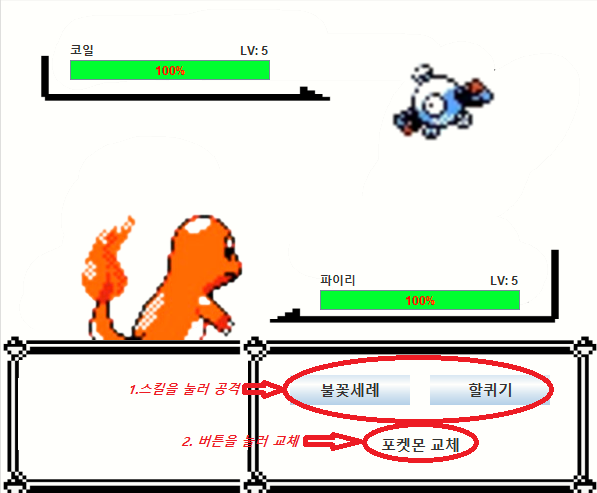 코일 LV: 5
100%
파이리 LV: 5
100%
1.스킬을 눌러 공격
불꽃세례 할퀴기
2. 버튼을 눌러 교체
포켓몬 교체